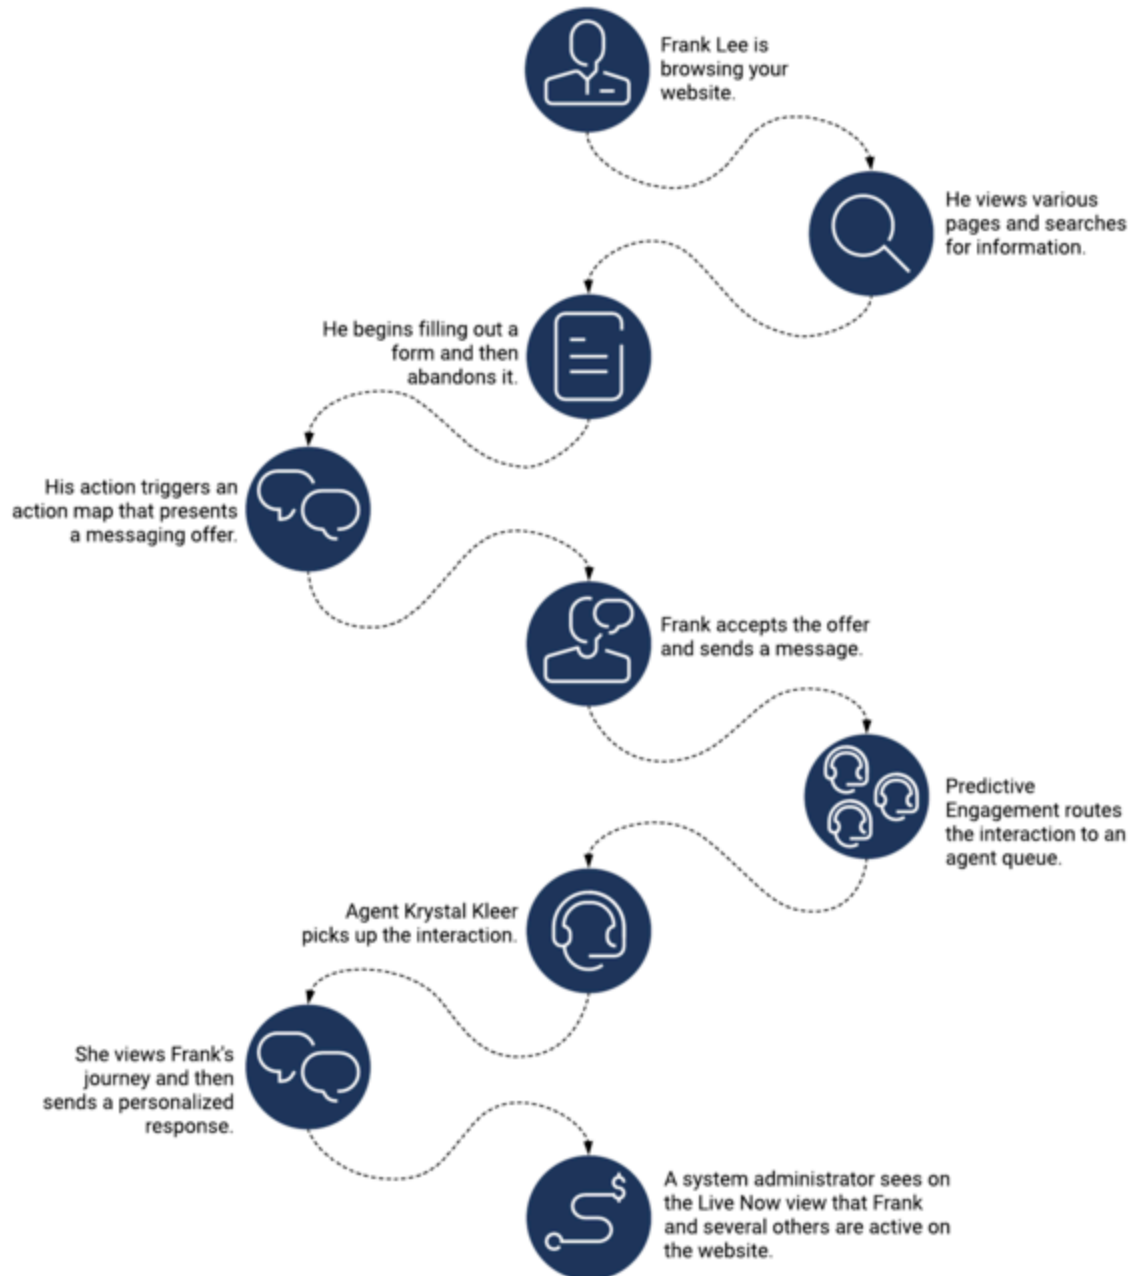 Frank Lee is
browsing your
website.
He views various
pages and searches
for information.
He begins filling out a
form and then
abandons it.
His action triggers an
action map that presents
a messaging offer.
Frank accepts the offer
and sends a message.
Predictive
Engagement routes
the interaction to an
agent queue.
Agent Krystal Kleer
picks up the interaction.
She views Frank's
journey and then
sends a personalized
response.
$
A system administrator sees on
the Live Now view that Frank
and several others are active on
the website.